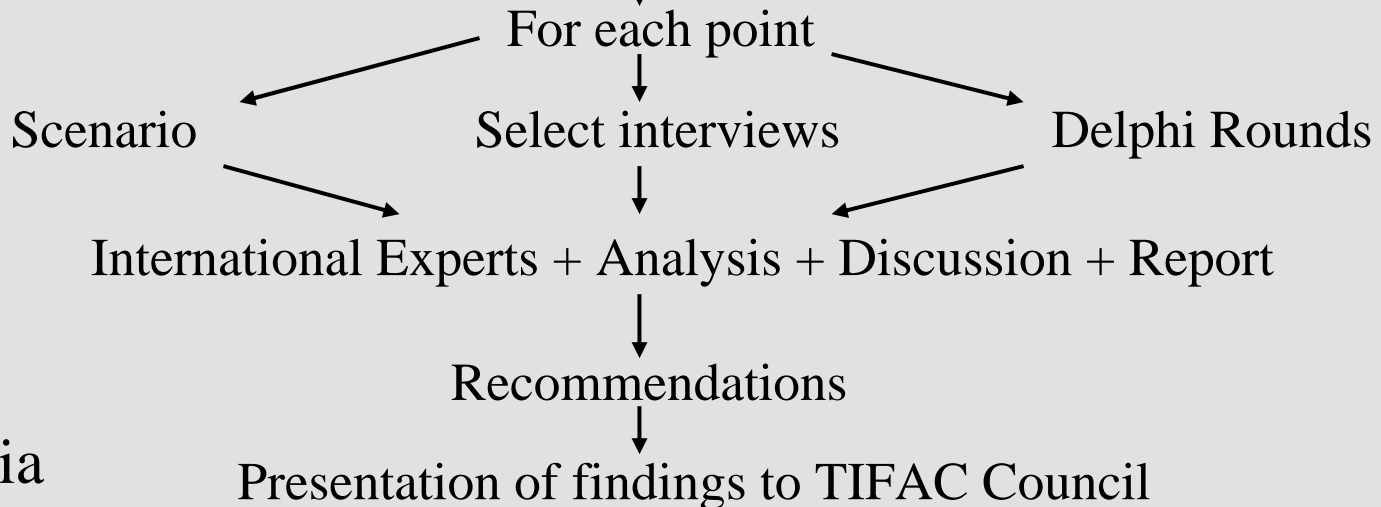 For each point
Scenario Select interviews Delphi Rounds
International Experts + Analysis + Discussion + Report
Recommendations
ia
Presentation of findings to TIFAC Council